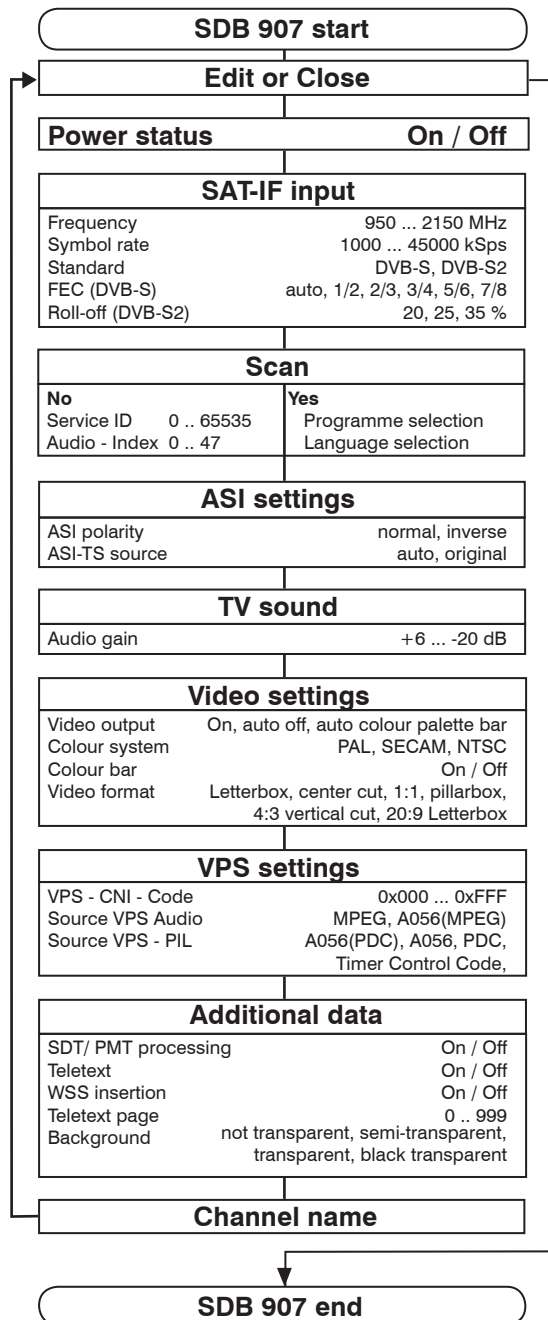 SDB 907 start
Edit or Close
Power status On / Off
SAT-IF input
Frequency 950 ... 2150 MHz
Symbol rate 1000 ... 45000 kSps
Standard DVB-S, DVB-S2
FEC (DVB-S) auto, 1/2, 2/3, 3/4, 5/6, 7/8
Roll-off (DVB-S2) 20, 25, 35 %
Scan
No Yes
Service ID 0 .. 65535 Programme selection
Audio - Index 0 .. 47 Language selection
ASI settings
ASI polarity normal, inverse
ASI-TS source auto, original
TV sound
Audio gain +6 ... -20 dB
Video settings
Video output On, auto off, auto colour palette bar
Colour system PAL, SECAM, NTSC
Colour bar On / Off
Video format Letterbox, center cut, 1:1, pillarbox,
4:3 vertical cut, 20:9 Letterbox
VPS settings
VPS - CNI - Code 0x000 ... 0xFFF
Source VPS Audio MPEG, A056(MPEG)
Source VPS - PIL A056(PDC), A056, PDC,
Timer Control Code,
Additional data
SDT/ PMT processing On / Off
Teletext On / Off
WSS insertion On / Off
Teletext page 0 .. 999
Background not transparent, semi-transparent,
transparent, black transparent
Channel name
SDB 907 end